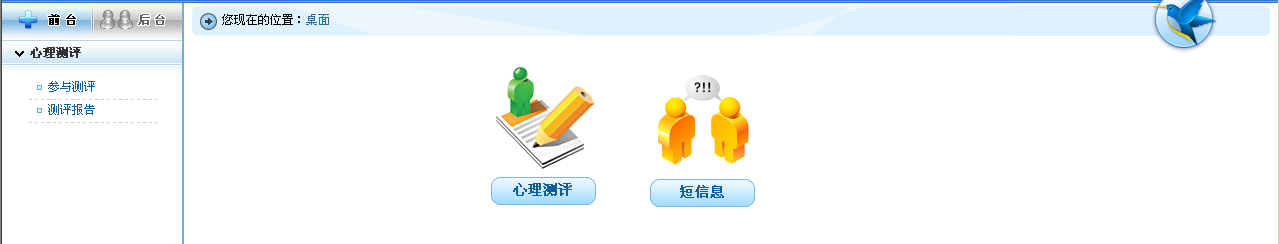 前台 后台
您现在的位置：桌面
心理测评
参与测评
测评报告
?!!
心理测评
短信息